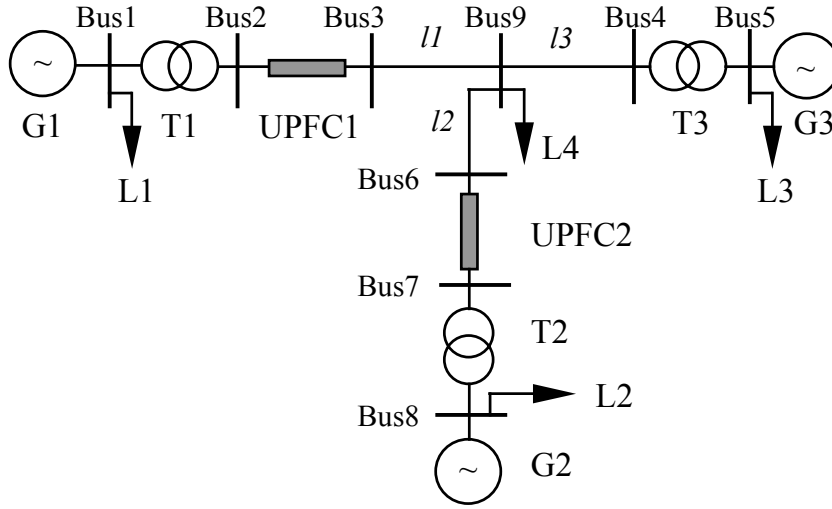 Bus1 Bus2 Bus3 Bus9 Bus4 Bus5
l1 l3
~ ~
G1 T1 UPFC1 l2 T3 G3
L1 L4 L3
Bus6
UPFC2
Bus7
T2
L2
Bus8
~ G2